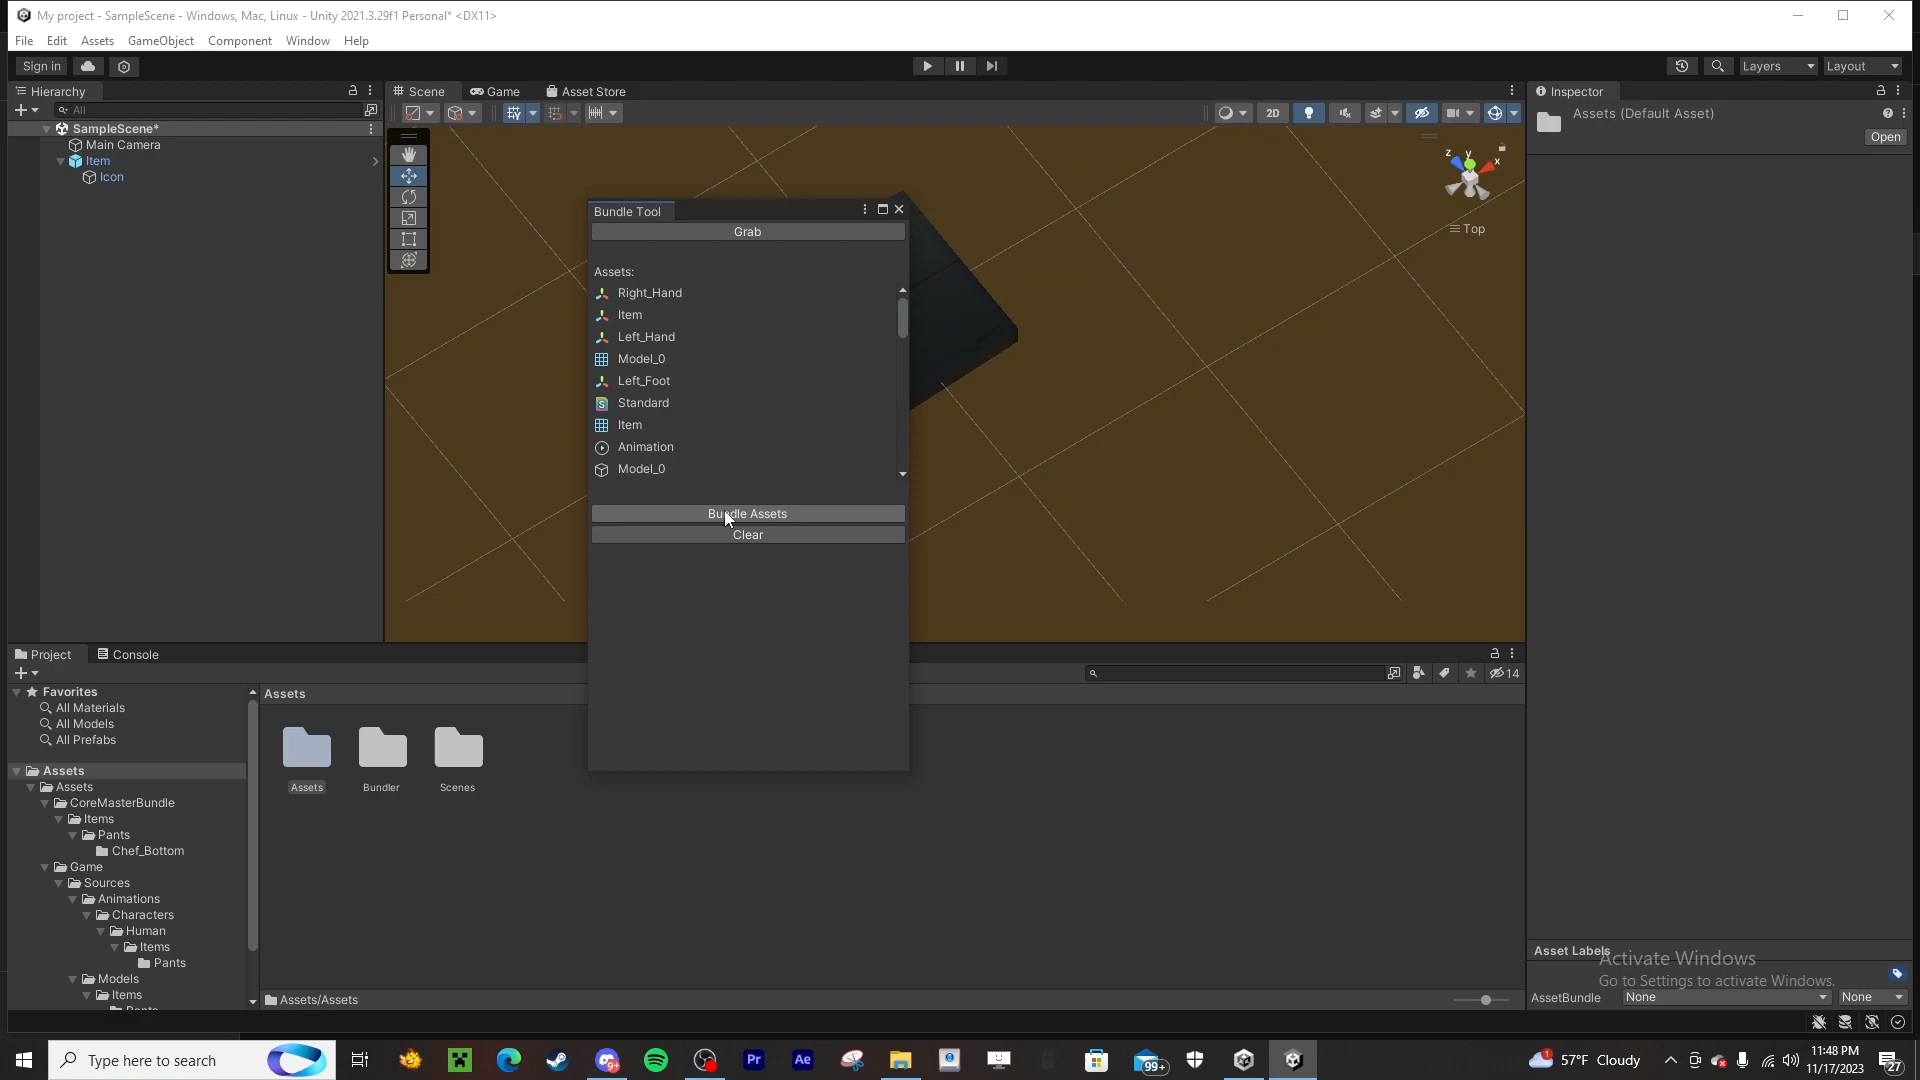 My project - SampleScene - Windows, Mac, Linux - Unity 2021.3.29f1 Personal* <DX11>
File Edit Assets GameObject Component Window Help
Sign in
Layers
Layout
Hierarchy
All
SampleScene*
Main Camera
Item
Icon
Scene
Game
Asset Store
2D
z
y
x
Top
Bundle Tool
Grab
Assets:
Right_Hand
Item
Left_Hand
Model_0
Left_Foot
Standard
Item
Animation
Model_0
Bundle Assets
Clear
Inspector
Assets (Default Asset)
Open
Project
Console
14
Favorites
All Materials
All Models
All Prefabs
Assets
Assets
CoreMasterBundle
Items
Pants
Chef_Bottom
Game
Sources
Animations
Characters
Human
Items
Pants
Models
Items
Assets
Assets
Bundler
Scenes
Assets/Assets
Asset Labels
Activate Windows
Go to Settings to activate Windows.
AssetBundle
None
None
Type here to search
9+
Pr
Ae
99+
1
57°F Cloudy
11:48 PM
11/17/2023
27